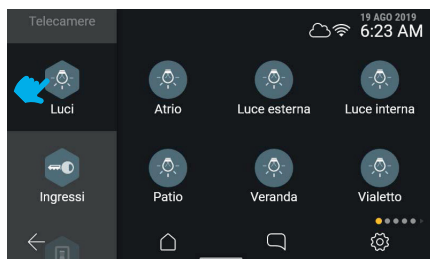 Telecamere
19 AGO 2019
6:23 AM
Luci
Atrio
Luce esterna
Luce interna
Ingressi
Patio
Veranda
Vialetto